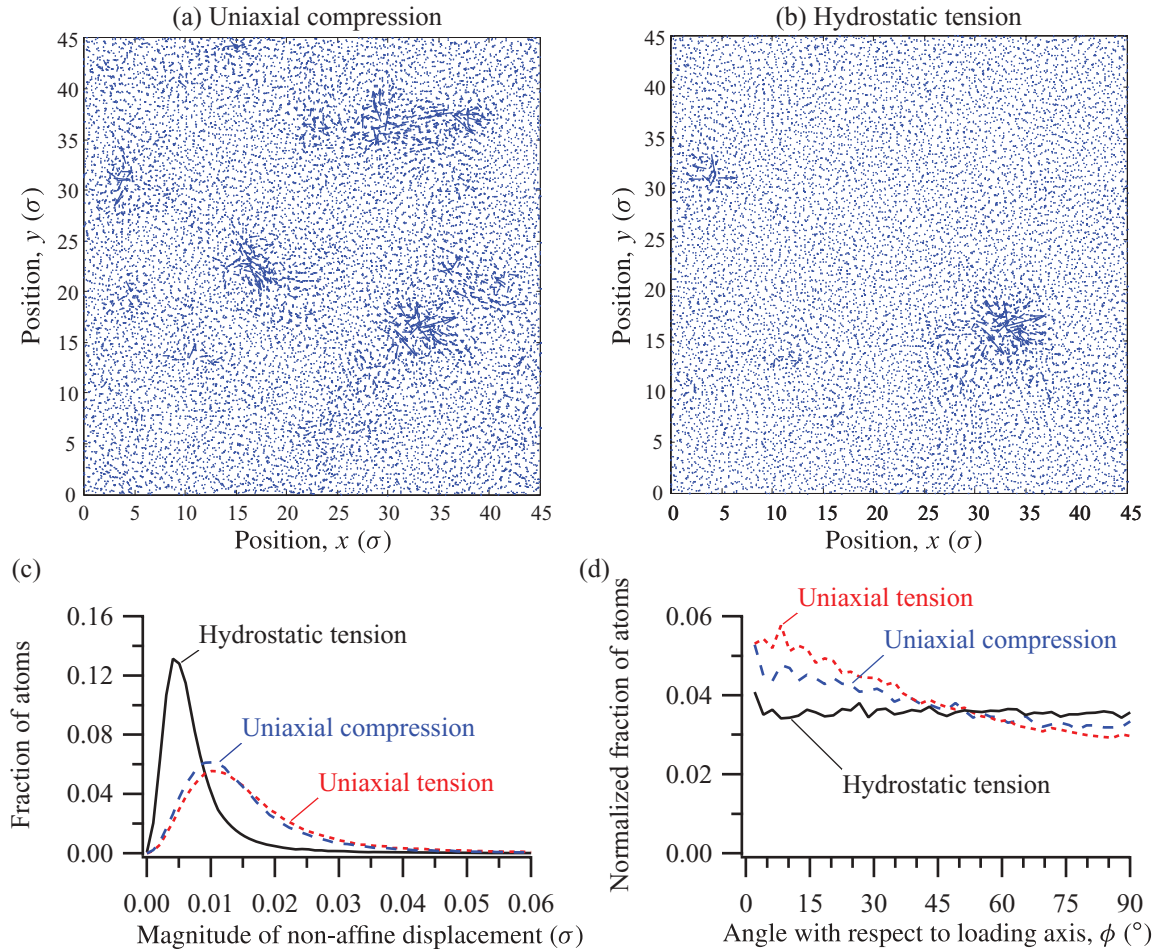 (a) Uniaxial compression
(b) Hydrostatic tension
45
40
35
30
25
20
15
10
5
0
Position, y (σ)
0 5 10 15 20 25 30 35 40 45
Position, x (σ)
45
40
35
30
25
20
15
10
5
0
Position, y (σ)
0 5 10 15 20 25 30 35 40 45
Position, x (σ)
(c)
0.16
0.12
0.08
0.04
0.00
Fraction of atoms
Hydrostatic tension
Uniaxial compression
Uniaxial tension
0.00 0.01 0.02 0.03 0.04 0.05 0.06
Magnitude of non-affine displacement (σ)
(d)
0.06
0.04
0.02
0.00
Normalized fraction of atoms
Uniaxial tension
Uniaxial compression
Hydrostatic tension
0 15 30 45 60 75 90
Angle with respect to loading axis, ϕ (°)